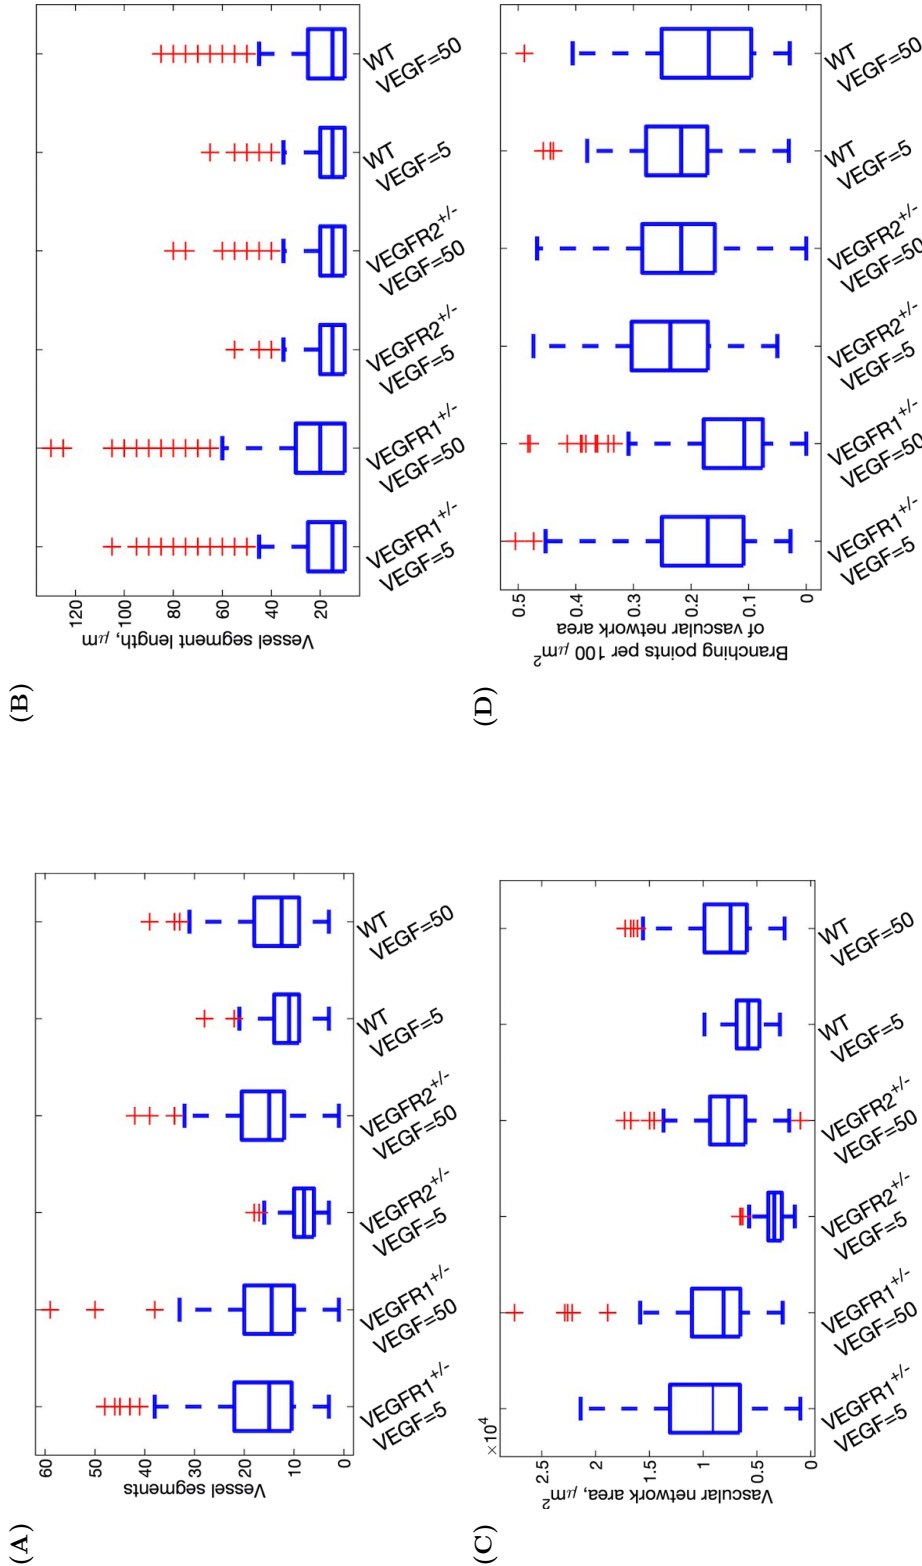 (A)
Vessel segments
60
50
40
30
20
10
0
VEGFR1+/-
VEGF=5
VEGFR1+/-
VEGF=50
VEGFR2+/-
VEGF=5
VEGFR2+/-
VEGF=50
WT
VEGF=5
WT
VEGF=50
(B)
Vessel segment length, μm
120
100
80
60
40
20
VEGFR1+/-
VEGF=5
VEGFR1+/-
VEGF=50
VEGFR2+/-
VEGF=5
VEGFR2+/-
VEGF=50
WT
VEGF=5
WT
VEGF=50
(C)
Vascular network area, μm2
×104
2.5
2
1.5
1
0.5
0
VEGFR1+/-
VEGF=5
VEGFR1+/-
VEGF=50
VEGFR2+/-
VEGF=5
VEGFR2+/-
VEGF=50
WT
VEGF=5
WT
VEGF=50
(D)
Branching points per 100 μm2
of vascular network area
0.5
0.4
0.3
0.2
0.1
0
VEGFR1+/-
VEGF=5
VEGFR1+/-
VEGF=50
VEGFR2+/-
VEGF=5
VEGFR2+/-
VEGF=50
WT
VEGF=5
WT
VEGF=50